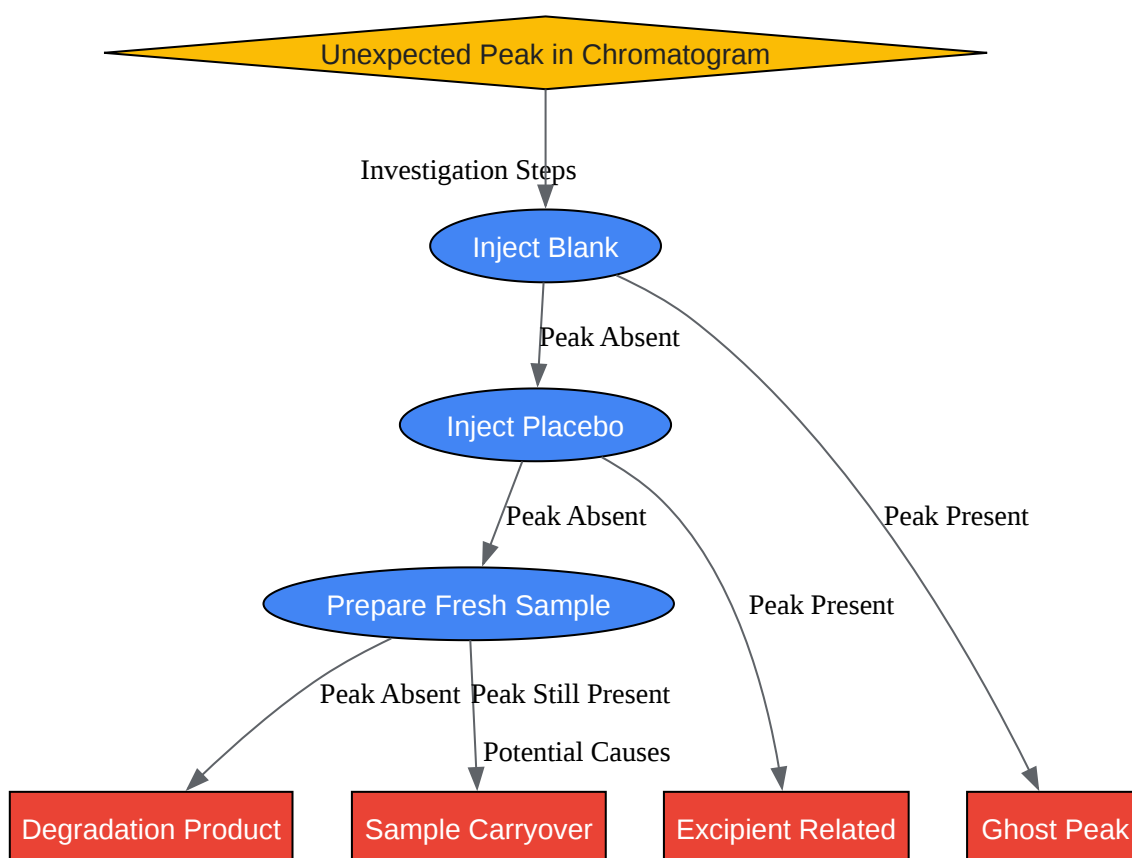 Unexpected Peak in Chromatogram
Investigation Steps
Inject Blank
Peak Absent
Inject Placebo
Peak Absent
Peak Present
Prepare Fresh Sample
Peak Present
Peak Absent
Peak Still Present
Potential Causes
Degradation Product
Sample Carryover
Excipient Related
Ghost Peak